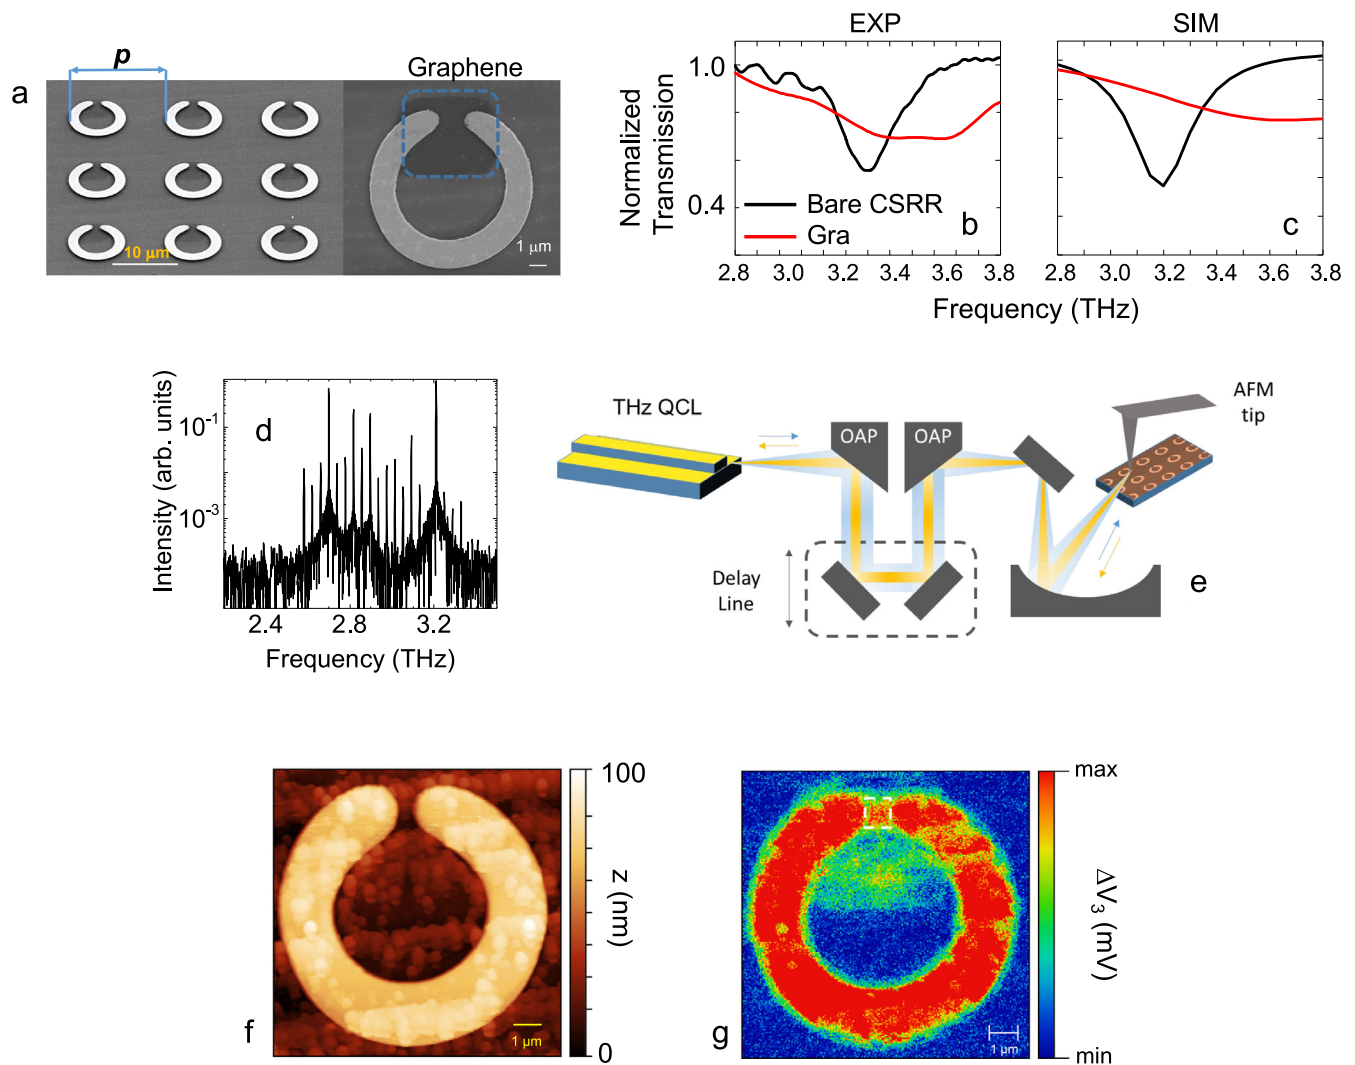 a
p
Graphene
10 μm
1 μm
EXP
SIM
Normalized
Transmission
1.0
0.4
Bare CSRR
Gra
b
c
2.8 3.0 3.2 3.4 3.6 3.8
2.8 3.0 3.2 3.4 3.6 3.8
Frequency (THz)
Intensity (arb. units)
10⁻¹
10⁻³
d
2.4 2.8 3.2
Frequency (THz)
THz QCL
OAP
OAP
AFM
tip
Delay
Line
e
f
1 μm
100
z (nm)
0
g
1 μm
max
ΔV₃ (mV)
min